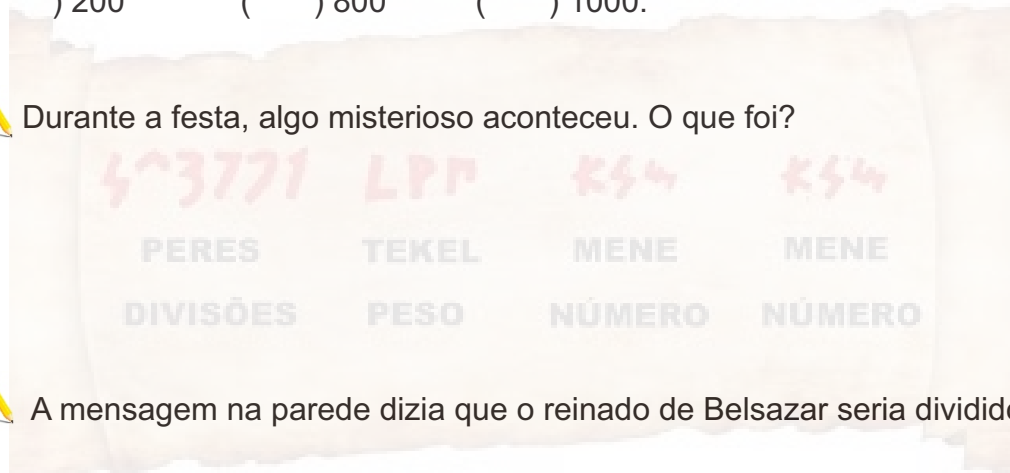 ) 200 ( ) 800 ( ) 1000.
Durante a festa, algo misterioso aconteceu. O que foi?
PERES TEKEL MENE MENE
DIVISÕES PESO NÚMERO NÚMERO
A mensagem na parede dizia que o reinado de Belsazar seria dividido